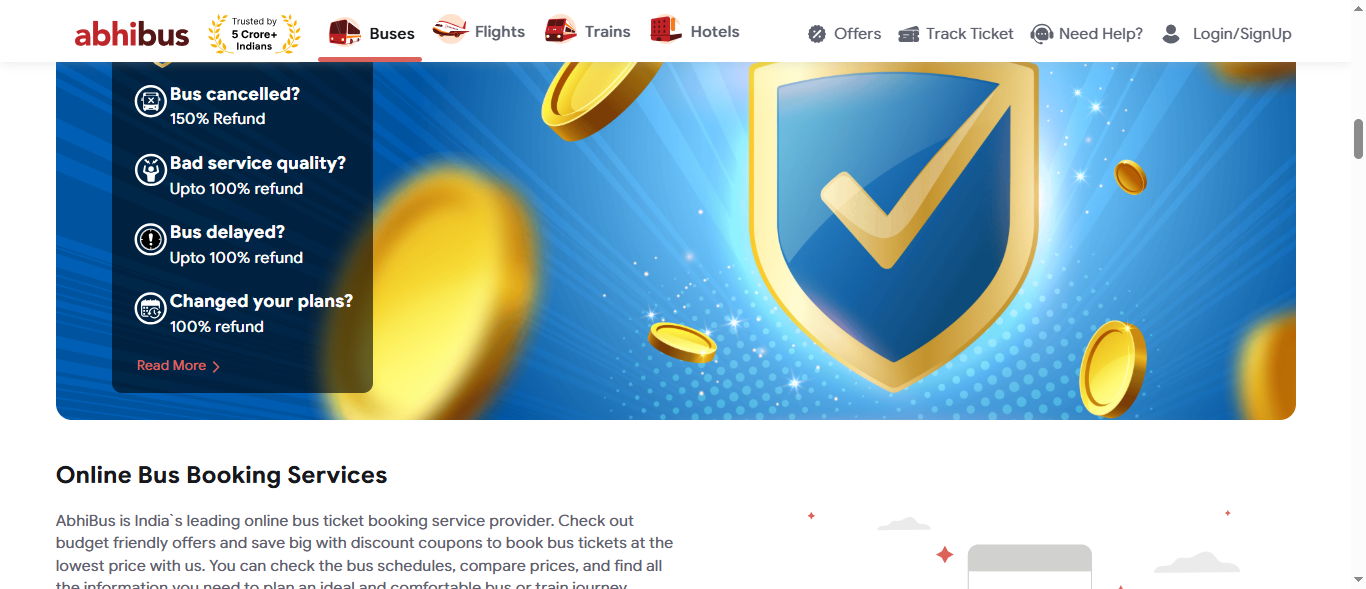 abhibus
Trusted by
5 Crore+
Indians
Buses
Flights
Trains
Hotels
Offers
Track Ticket
Need Help?
Login/SignUp
Bus cancelled?
150% Refund
Bad service quality?
Upto 100% refund
Bus delayed?
Upto 100% refund
Changed your plans?
100% refund
Read More
Online Bus Booking Services
AbhiBus is India`s leading online bus ticket booking service provider. Check out
budget friendly offers and save big with discount coupons to book bus tickets at the
lowest price with us. You can check the bus schedules, compare prices, and find all
the information you need to plan an ideal and comfortable bus or train journey.